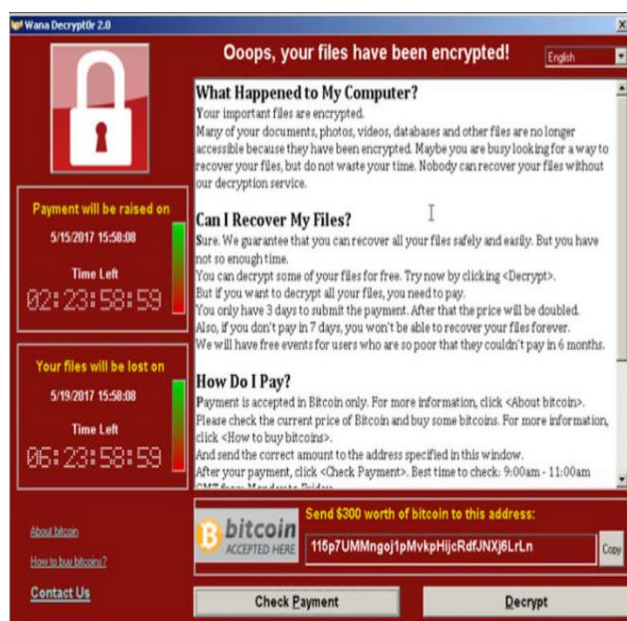 Wana Decrypt0r 2.0
Ooops, your files have been encrypted!
English
What Happened to My Computer?
Your important files are encrypted.
Many of your documents, photos, videos, databases and other files are no longer
accessible because they have been encrypted. Maybe you are busy looking for a way to
recover your files, but do not waste your time. Nobody can recover your files without
our decryption service.
Can I Recover My Files?
Sure. We guarantee that you can recover all your files safely and easily. But you have
not so enough time.
You can decrypt some of your files for free. Try now by clicking <Decrypt>.
But if you want to decrypt all your files, you need to pay.
You only have 3 days to submit the payment. After that the price will be doubled.
Also, if you don't pay in 7 days, you won't be able to recover your files forever.
We will have free events for users who are so poor that they couldn't pay in 6 months.
How Do I Pay?
Payment is accepted in Bitcoin only. For more information, click <About bitcoin>.
Please check the current price of Bitcoin and buy some bitcoins. For more information,
click <How to buy bitcoins>.
And send the correct amount to the address specified in this window.
After your payment, click <Check Payment>. Best time to check: 9:00am - 11:00am
GMT from Monday to Friday
Payment will be raised on
5/15/2017 15:58:08
Time Left
02:23:58:59
Your files will be lost on
5/19/2017 15:58:08
Time Left
06:23:58:59
About bitcoin
How to buy bitcoins?
Contact Us
bitcoin
ACCEPTED HERE
Send $300 worth of bitcoin to this address:
115p7UMMngoj1pMvkpHijcRdfJNXj6LrLn
Copy
Check Payment
Decrypt